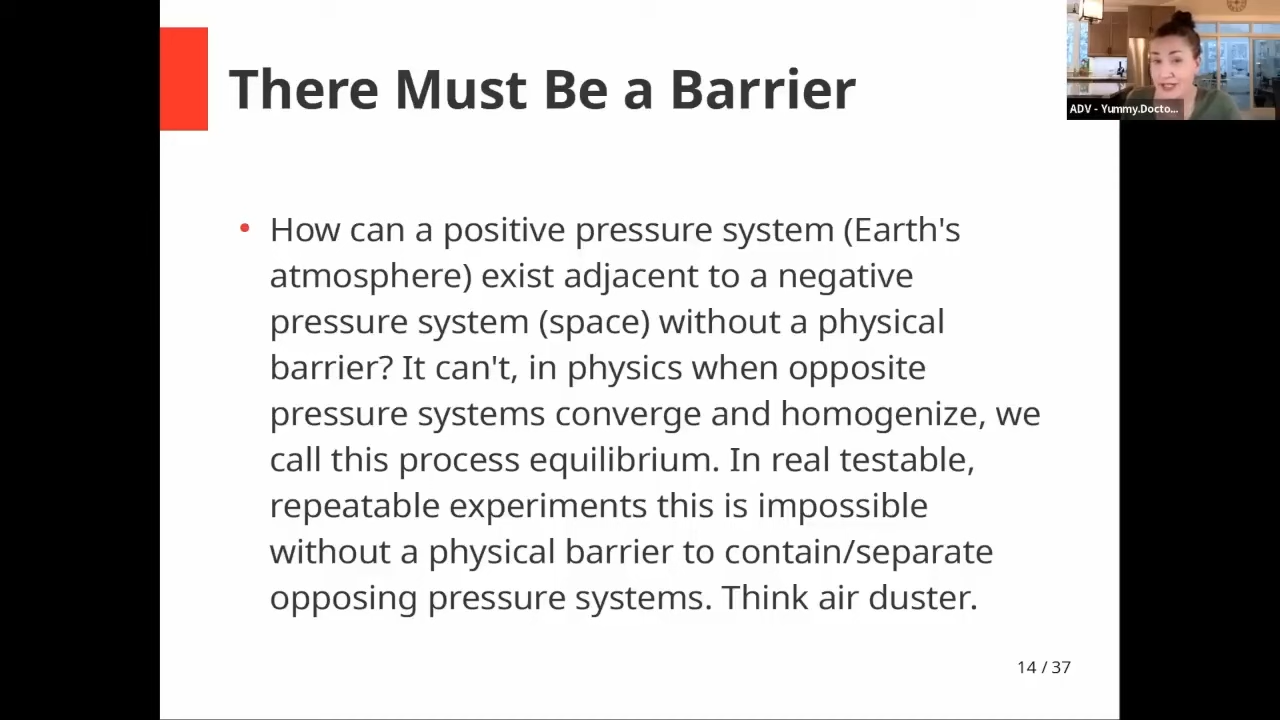 There Must Be a Barrier
ADV - Yummy.Docto...
• How can a positive pressure system (Earth's
atmosphere) exist adjacent to a negative
pressure system (space) without a physical
barrier? It can't, in physics when opposite
pressure systems converge and homogenize, we
call this process equilibrium. In real testable,
repeatable experiments this is impossible
without a physical barrier to contain/separate
opposing pressure systems. Think air duster.
14 / 37